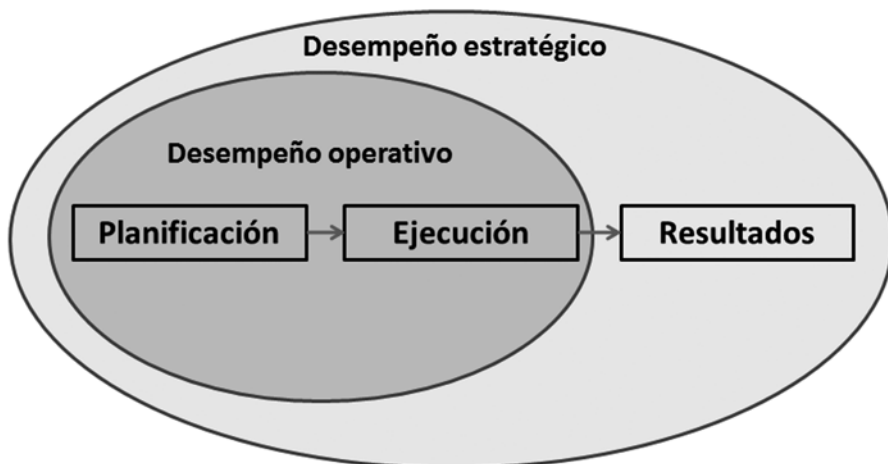 Desempeño estratégico
Desempeño operativo
Planificación
Ejecución
Resultados